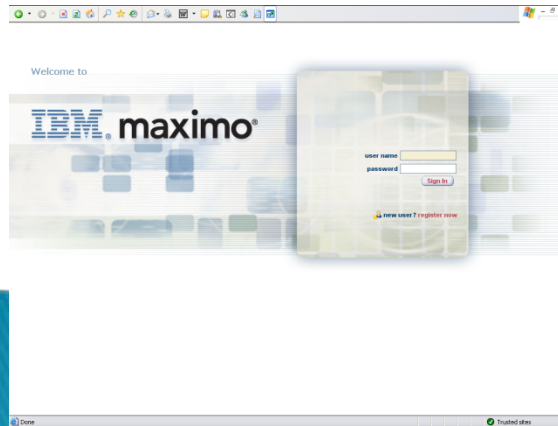 Welcome to
IBM® maximo®
user name
password
Sign In
new user? register now
Done
Trusted sites